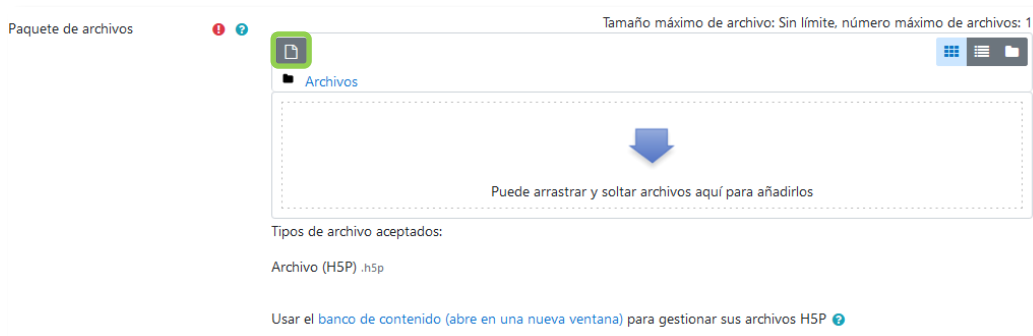 Tamaño máximo de archivo: Sin límite, número máximo de archivos: 1
Paquete de archivos
Archivos
Puede arrastrar y soltar archivos aquí para añadirlos
Tipos de archivo aceptados:
Archivo (H5P) .h5p
Usar el banco de contenido (abre en una nueva ventana) para gestionar sus archivos H5P